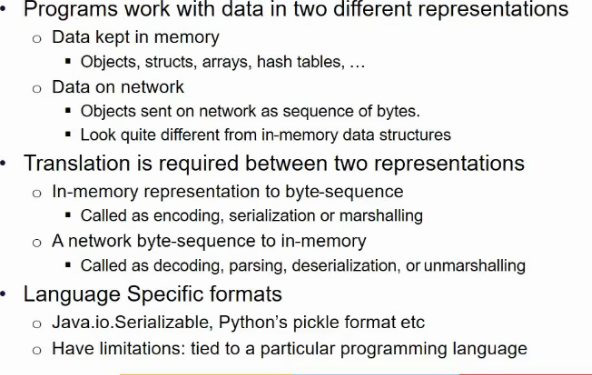 • Programs work with data in two different representations
o Data kept in memory
▪ Objects, structs, arrays, hash tables, …
o Data on network
▪ Objects sent on network as sequence of bytes.
▪ Look quite different from in-memory data structures
• Translation is required between two representations
o In-memory representation to byte-sequence
▪ Called as encoding, serialization or marshalling
o A network byte-sequence to in-memory
▪ Called as decoding, parsing, deserialization, or unmarshalling
• Language Specific formats
o Java.io.Serializable, Python’s pickle format etc
o Have limitations: tied to a particular programming language